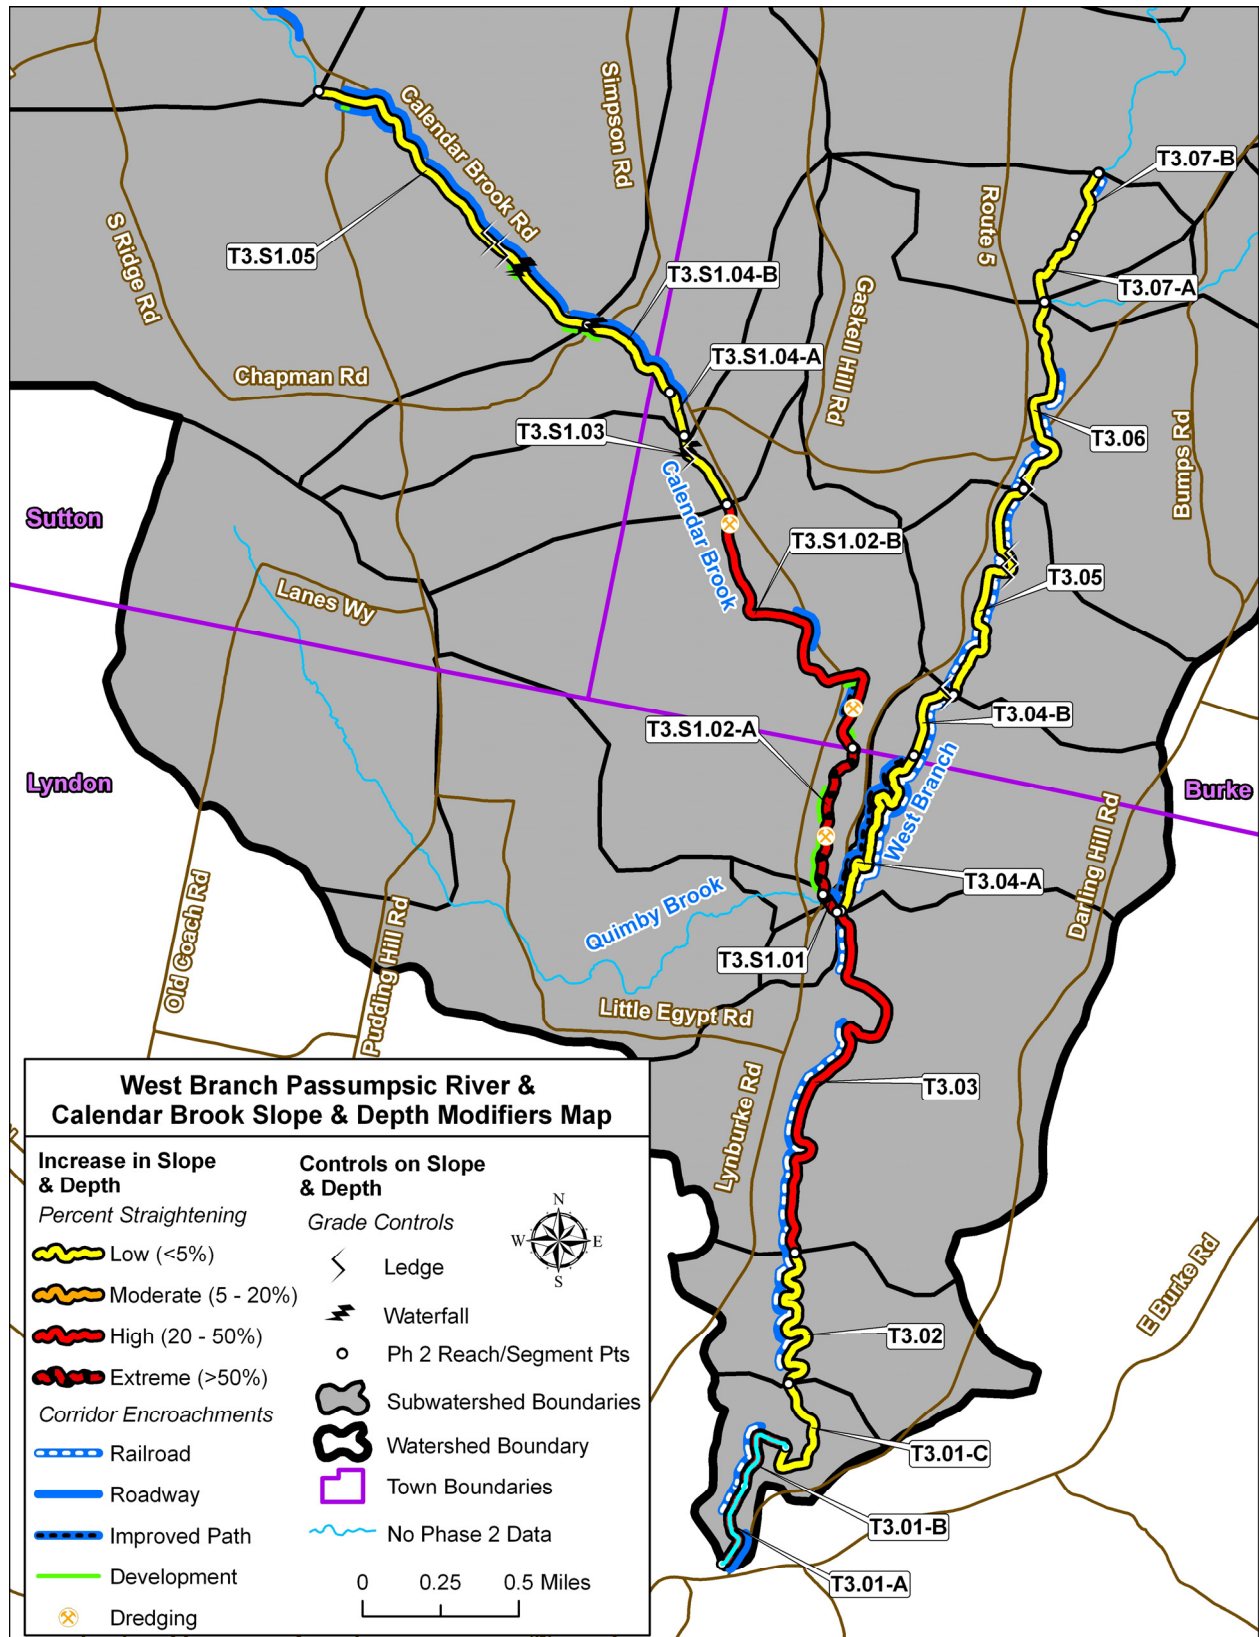 Calendar Brook Rd
Simpson Rd
T3.07-B
Route 5
S Ridge Rd
T3.S1.05
T3.S1.04-B
T3.07-A
Gaskell Hill Rd
T3.S1.04-A
Chapman Rd
T3.S1.03
T3.06
Bumps Rd
Calendar Brook
Sutton
T3.S1.02-B
T3.05
Lanes Wy
T3.04-B
T3.S1.02-A
West Branch
Lyndon
Burke
Darling Hill Rd
T3.04-A
Old Coach Rd
Pudding Hill Rd
Quimby Brook
T3.S1.01
Little Egypt Rd
T3.03
Lynburke Rd
E Burke Rd
T3.02
T3.01-C
T3.01-B
T3.01-A
West Branch Passumpsic River &
Calendar Brook Slope & Depth Modifiers Map
Increase in Slope
& Depth
Percent Straightening
Low (<5%)
Moderate (5 - 20%)
High (20 - 50%)
Extreme (>50%)
Corridor Encroachments
Railroad
Roadway
Improved Path
Development
Dredging
Controls on Slope
& Depth
Grade Controls
N
W E
S
Ledge
Waterfall
Ph 2 Reach/Segment Pts
Subwatershed Boundaries
Watershed Boundary
Town Boundaries
No Phase 2 Data
0 0.25 0.5 Miles